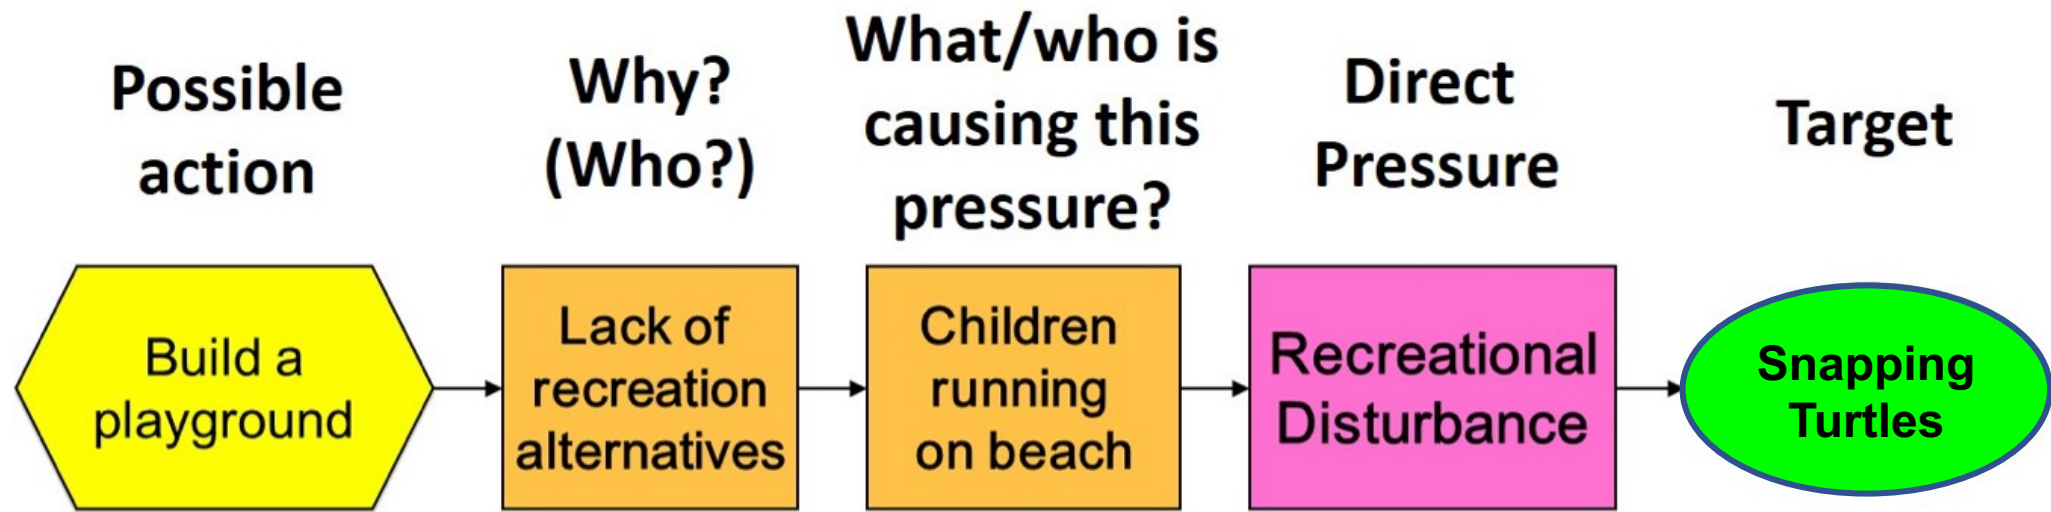 Possible
action
Why?
(Who?)
What/who is
causing this
pressure?
Direct
Pressure
Target
Build a
playground
Lack of
recreation
alternatives
Children
running
on beach
Recreational
Disturbance
Snapping
Turtles